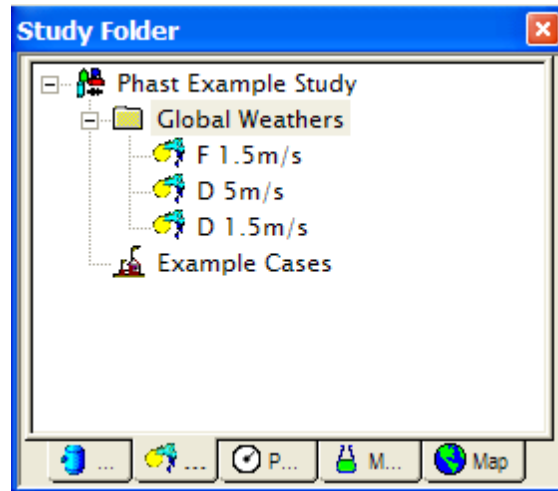 Study Folder
Phast Example Study
Global Weathers
F 1.5m/s
D 5m/s
D 1.5m/s
Example Cases
... ... P... M... Map